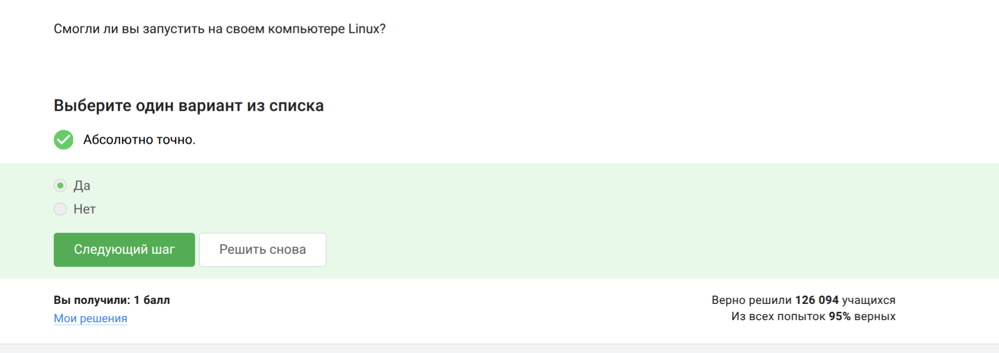 Смогли ли вы запустить на своем компьютере Linux?
Выберите один вариант из списка
Абсолютно точно.
Да
Нет
Следующий шаг
Решить снова
Вы получили: 1 балл
Мои решения
Верно решили 126 094 учащихся
Из всех попыток 95% верных